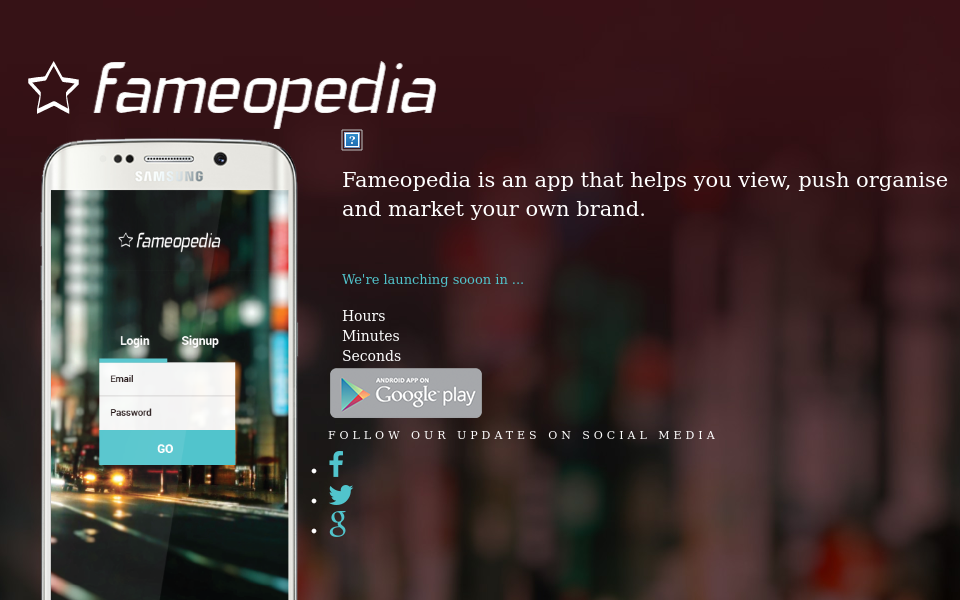 fameopedia
Fameopedia is an app that helps you view, push organise
and market your own brand.
We're launching sooon in ...
Hours
Minutes
Seconds
ANDROID APP ON
Google play
FOLLOW OUR UPDATES ON SOCIAL MEDIA
SAMSUNG
fameopedia
Login Signup
Email
Password
GO